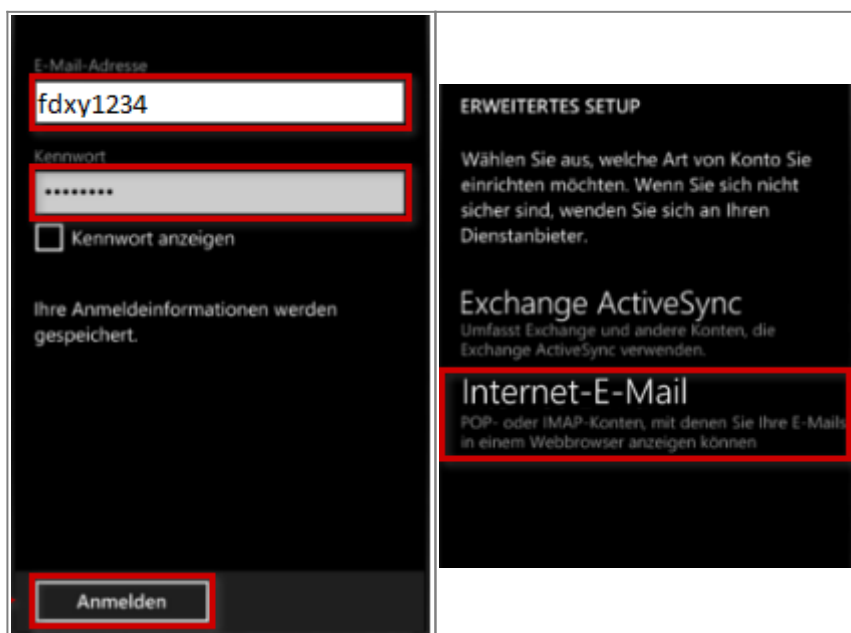 E-Mail-Adresse
fdxy1234
Kennwort
••••••••
Kennwort anzeigen
Ihre Anmeldeinformationen werden
gespeichert.
Anmelden
ERWEITERTES SETUP
Wählen Sie aus, welche Art von Konto Sie
einrichten möchten. Wenn Sie sich nicht
sicher sind, wenden Sie sich an Ihren
Dienstanbieter.
Exchange ActiveSync
Umfasst Exchange und andere Konten, die
Exchange ActiveSync verwenden.
Internet-E-Mail
POP- oder IMAP-Konten, mit denen Sie Ihre E-Mails
in einem Webbrowser anzeigen können